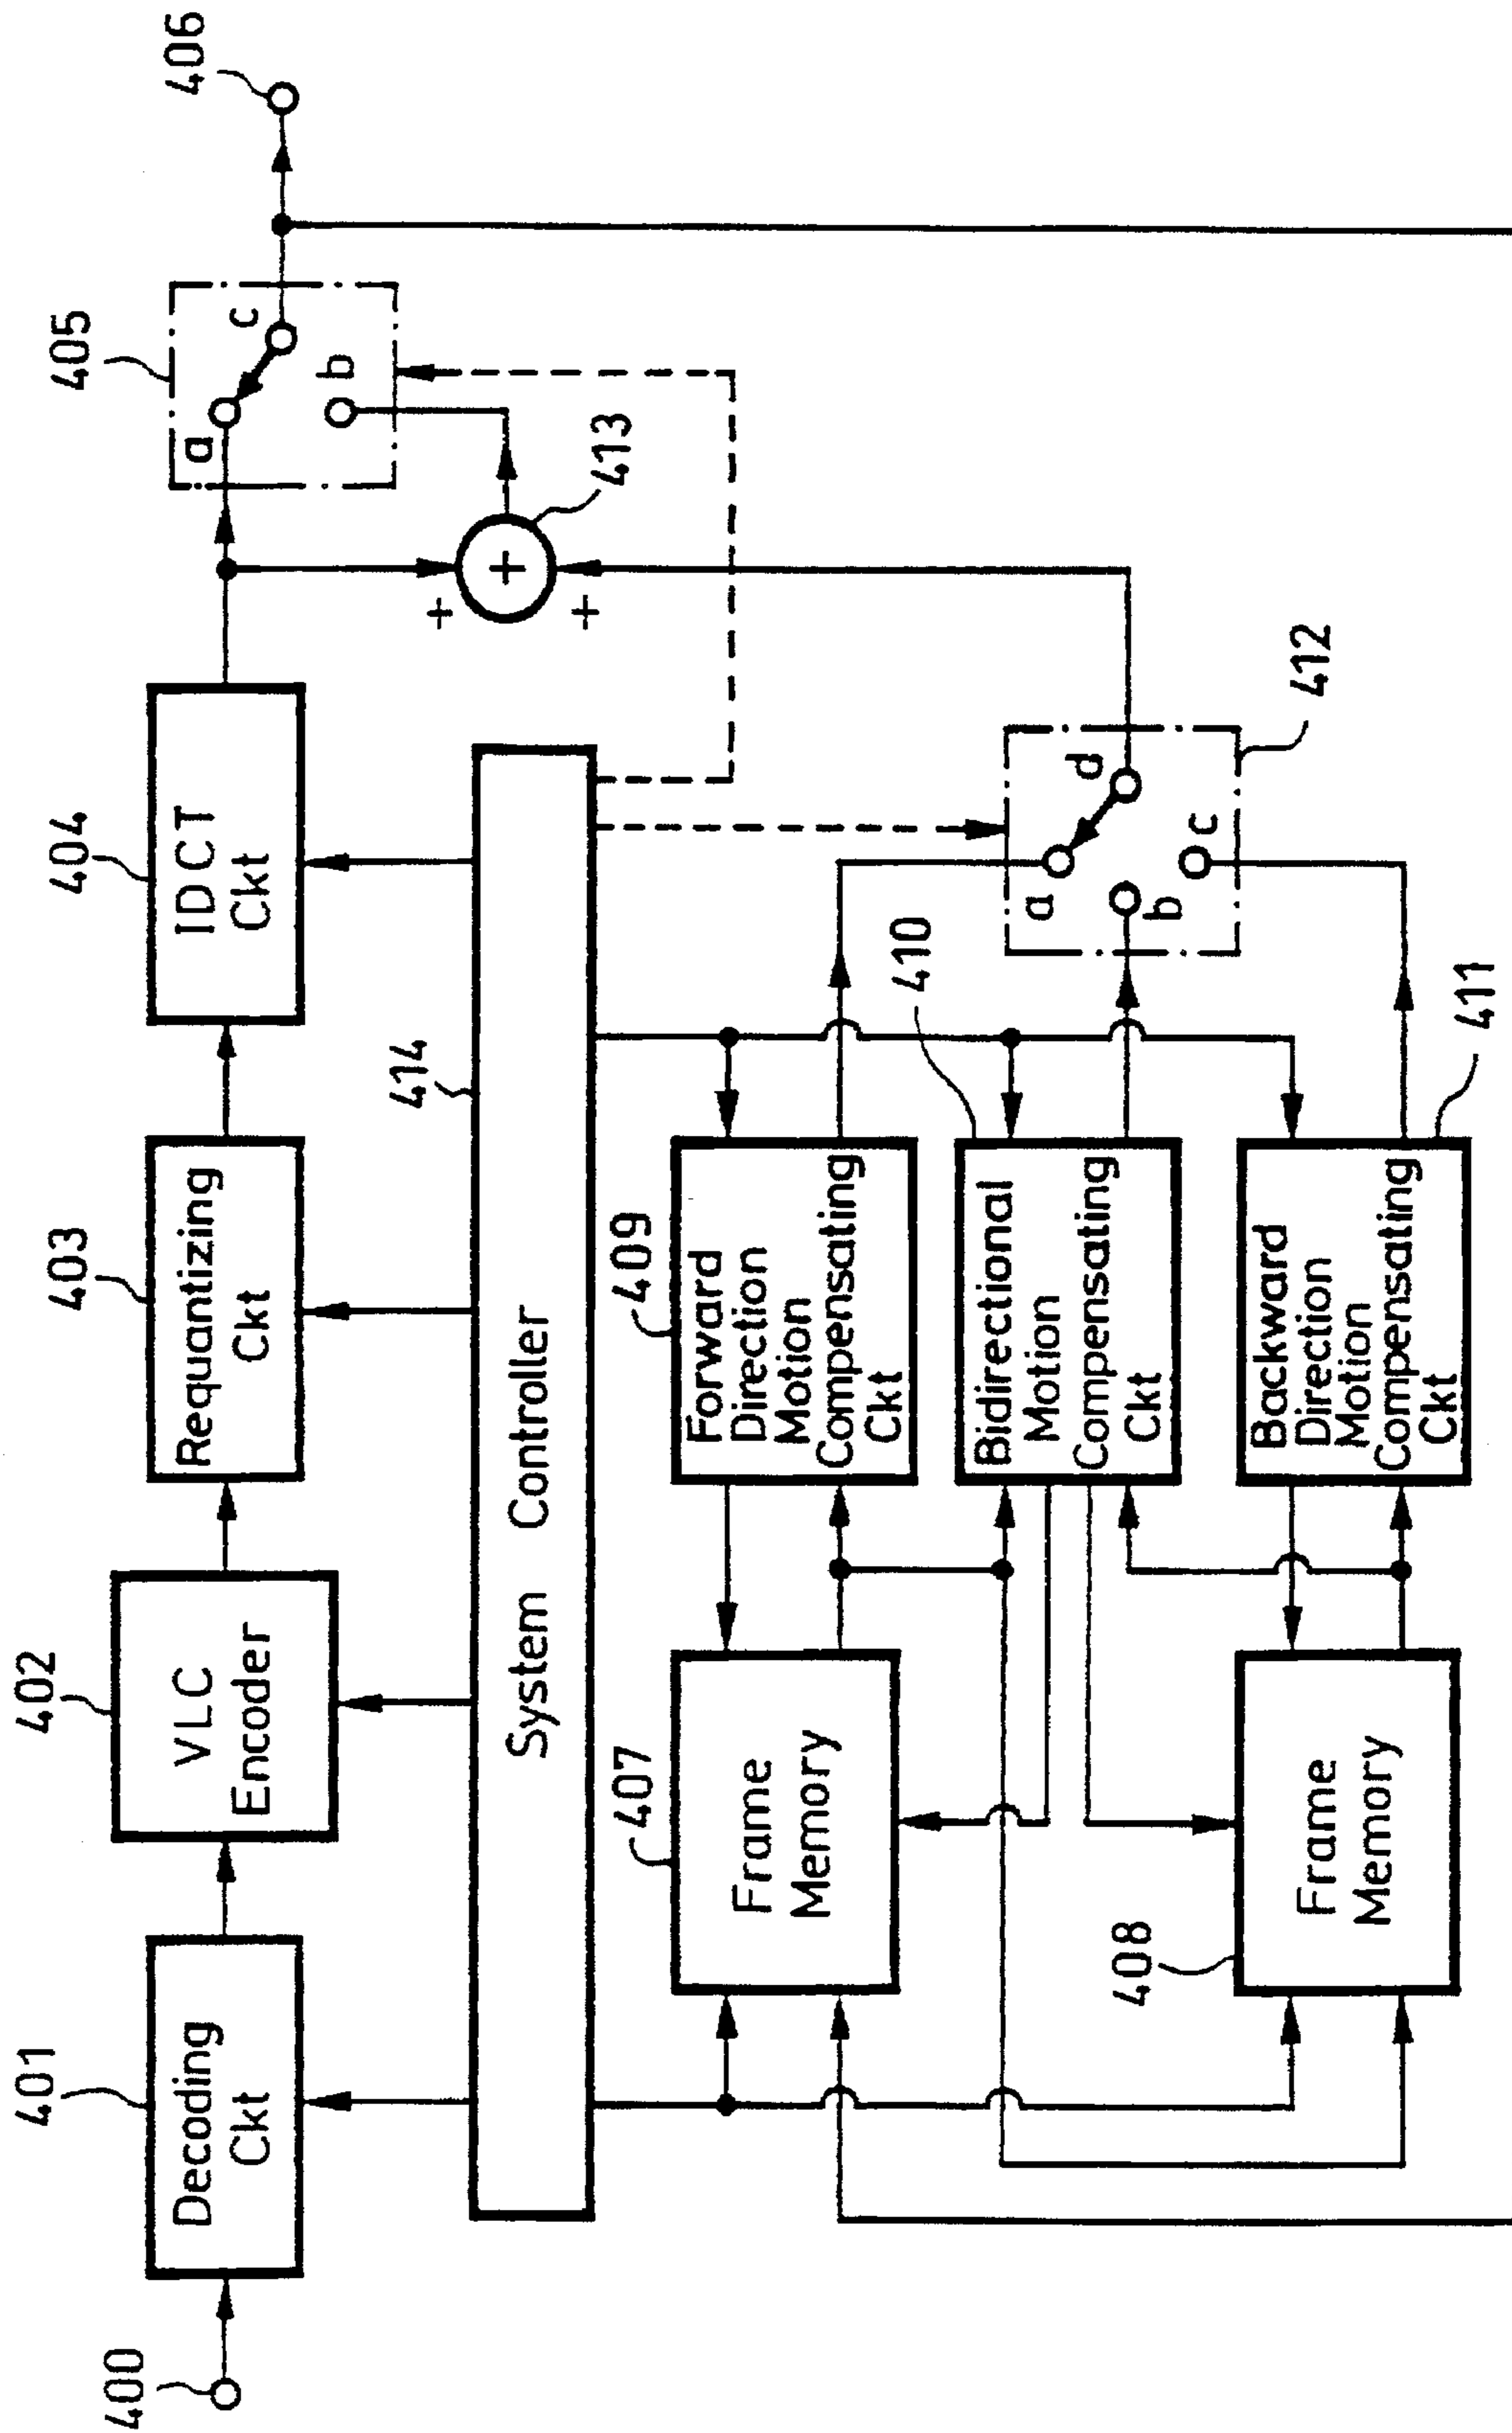 400
401
Decoding
Ckt
402
VLC
Encoder
403
Requantizing
Ckt
404
IDCT
Ckt
405
a
c
b
406
+
+
+
413
414
System Controller
407
Frame
Memory
409
Forward
Direction
Motion
Compensating
Ckt
410
Bidirectional
Motion
Compensating
Ckt
a
d
b
c
412
408
Frame
Memory
Backward
Direction
Motion
Compensating
Ckt
411